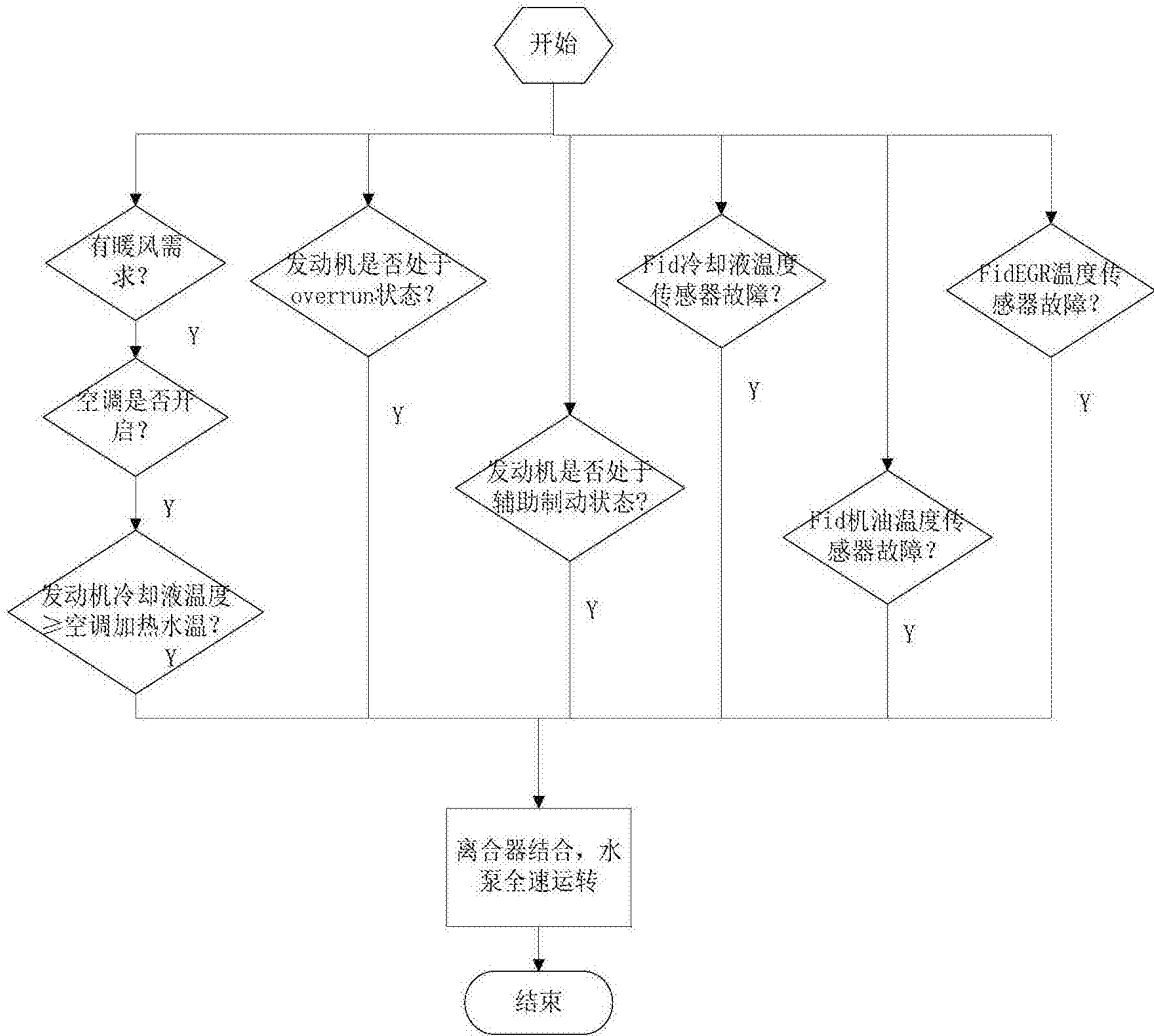 开始
有暖风需
求?
Y
空调是否开
启?
Y
发动机冷却液温度
≥空调加热水温?
Y
发动机是否处于
overrun状态?
Y
发动机是否处于
辅助制动状态?
Y
Fid冷却液温度
传感器故障?
Y
Fid机油温度传
感器故障?
Y
FidEGR温度传
感器故障?
Y
离合器结合，水
泵全速运转
结束